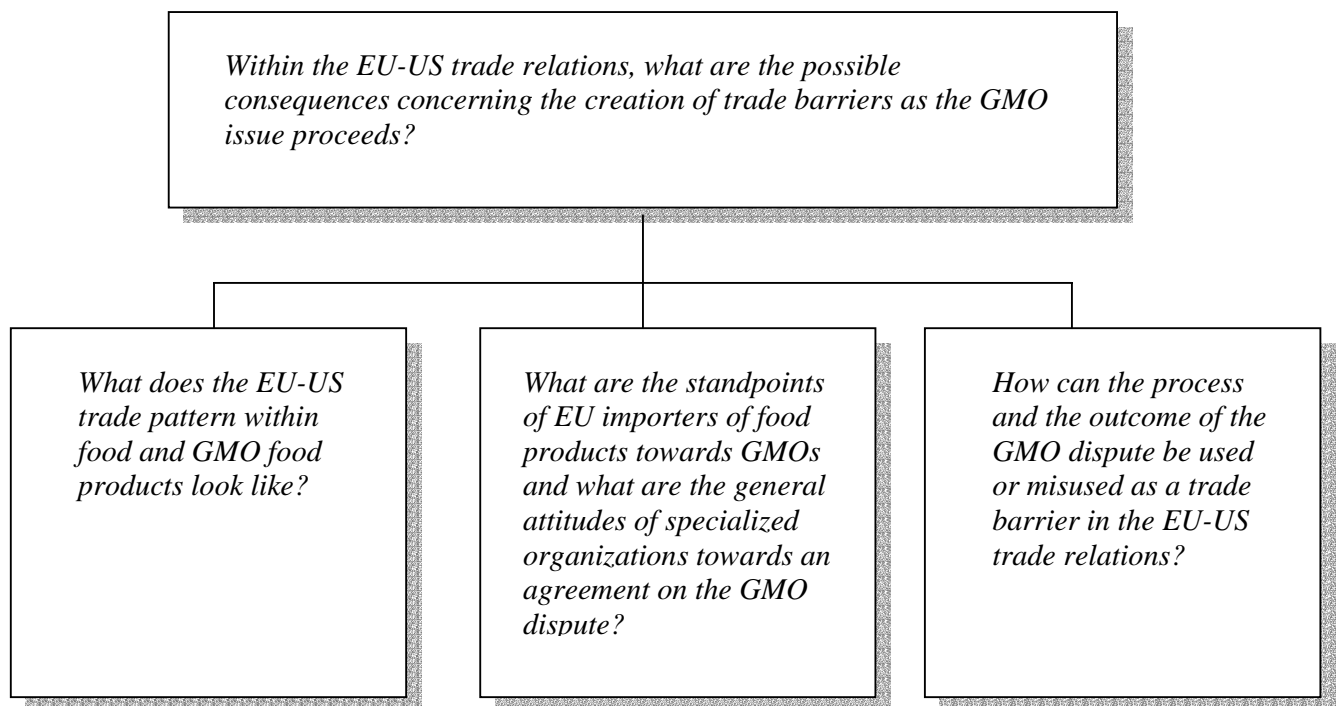 Within the EU-US trade relations, what are the possible
consequences concerning the creation of trade barriers as the GMO
issue proceeds?
What does the EU-US
trade pattern within
food and GMO food
products look like?
What are the standpoints
of EU importers of food
products towards GMOs
and what are the general
attitudes of specialized
organizations towards an
agreement on the GMO
dispute?
How can the process
and the outcome of the
GMO dispute be used
or misused as a trade
barrier in the EU-US
trade relations?